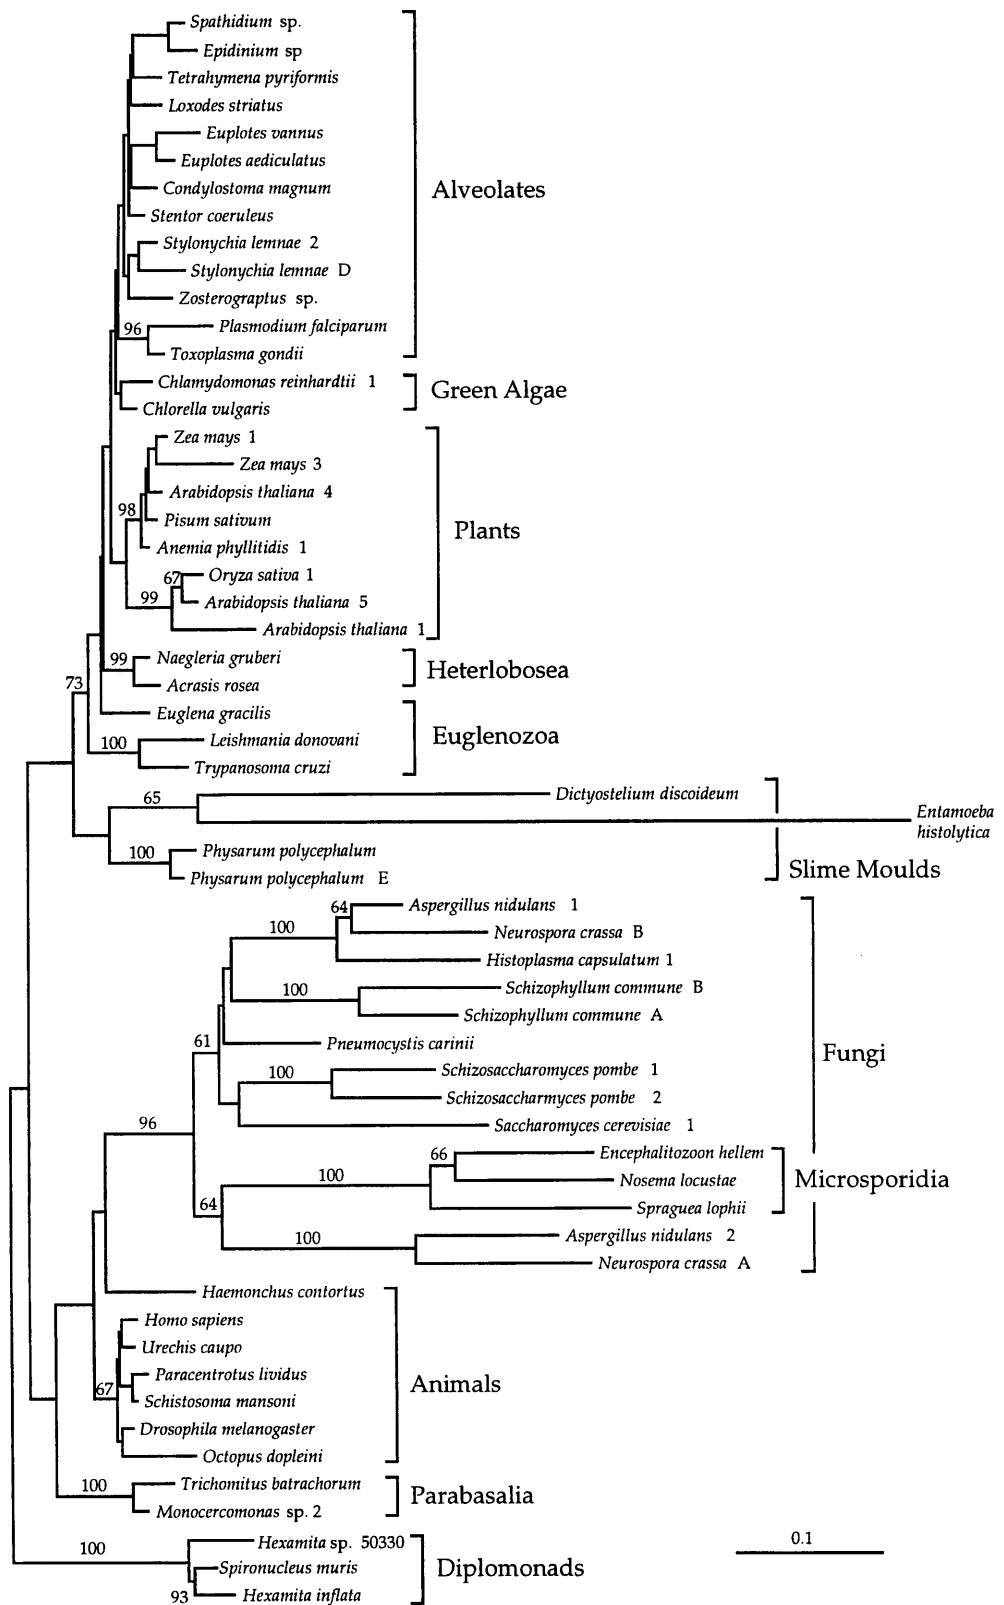 Spathidium sp.
Epidinium sp
Tetrahymena pyriformis
Loxodes striatus
Euplotes vannus
Euplotes aediculatus
Condylostoma magnum
Alveolates
Stentor coeruleus
Stylonychia lemnae 2
Stylonychia lemnae D
Zosterograptus sp.
96
Plasmodium falciparum
Toxoplasma gondii
Chlamydomonas reinhardtii 1
Green Algae
Chlorella vulgaris
Zea mays 1
Zea mays 3
Arabidopsis thaliana 4
98
Pisum sativum
Plants
Anemia phyllitidis 1
67
Oryza sativa 1
99
Arabidopsis thaliana 5
Arabidopsis thaliana 1
99
Naegleria gruberi
Heterlobosea
73
Acrasis rosea
Euglena gracilis
Euglenozoa
100
Leishmania donovani
Trypanosoma cruzi
65
Dictyostelium discoideum
Entamoeba
histolytica
100
Physarum polycephalum
Physarum polycephalum E
Slime Moulds
64
Aspergillus nidulans 1
100
Neurospora crassa B
Histoplasma capsulatum 1
100
Schizophyllum commune B
Schizophyllum commune A
61
Pneumocystis carinii
Fungi
100
Schizosaccharomyces pombe 1
Schizosaccharmyces pombe 2
96
Saccharomyces cerevisiae 1
66
Encephalitozoon hellem
100
Nosema locustae
Microsporidia
64
Spraguea lophii
100
Aspergillus nidulans 2
Neurospora crassa A
Haemonchus contortus
Homo sapiens
Urechis caupo
Paracentrotus lividus
67
Animals
Schistosoma mansoni
Drosophila melanogaster
Octopus dopleini
100
Trichomitus batrachorum
Parabasalia
Monocercomonas sp. 2
100
Hexamita sp. 50330
0.1
Spironucleus muris
Diplomonads
93
Hexamita inflata